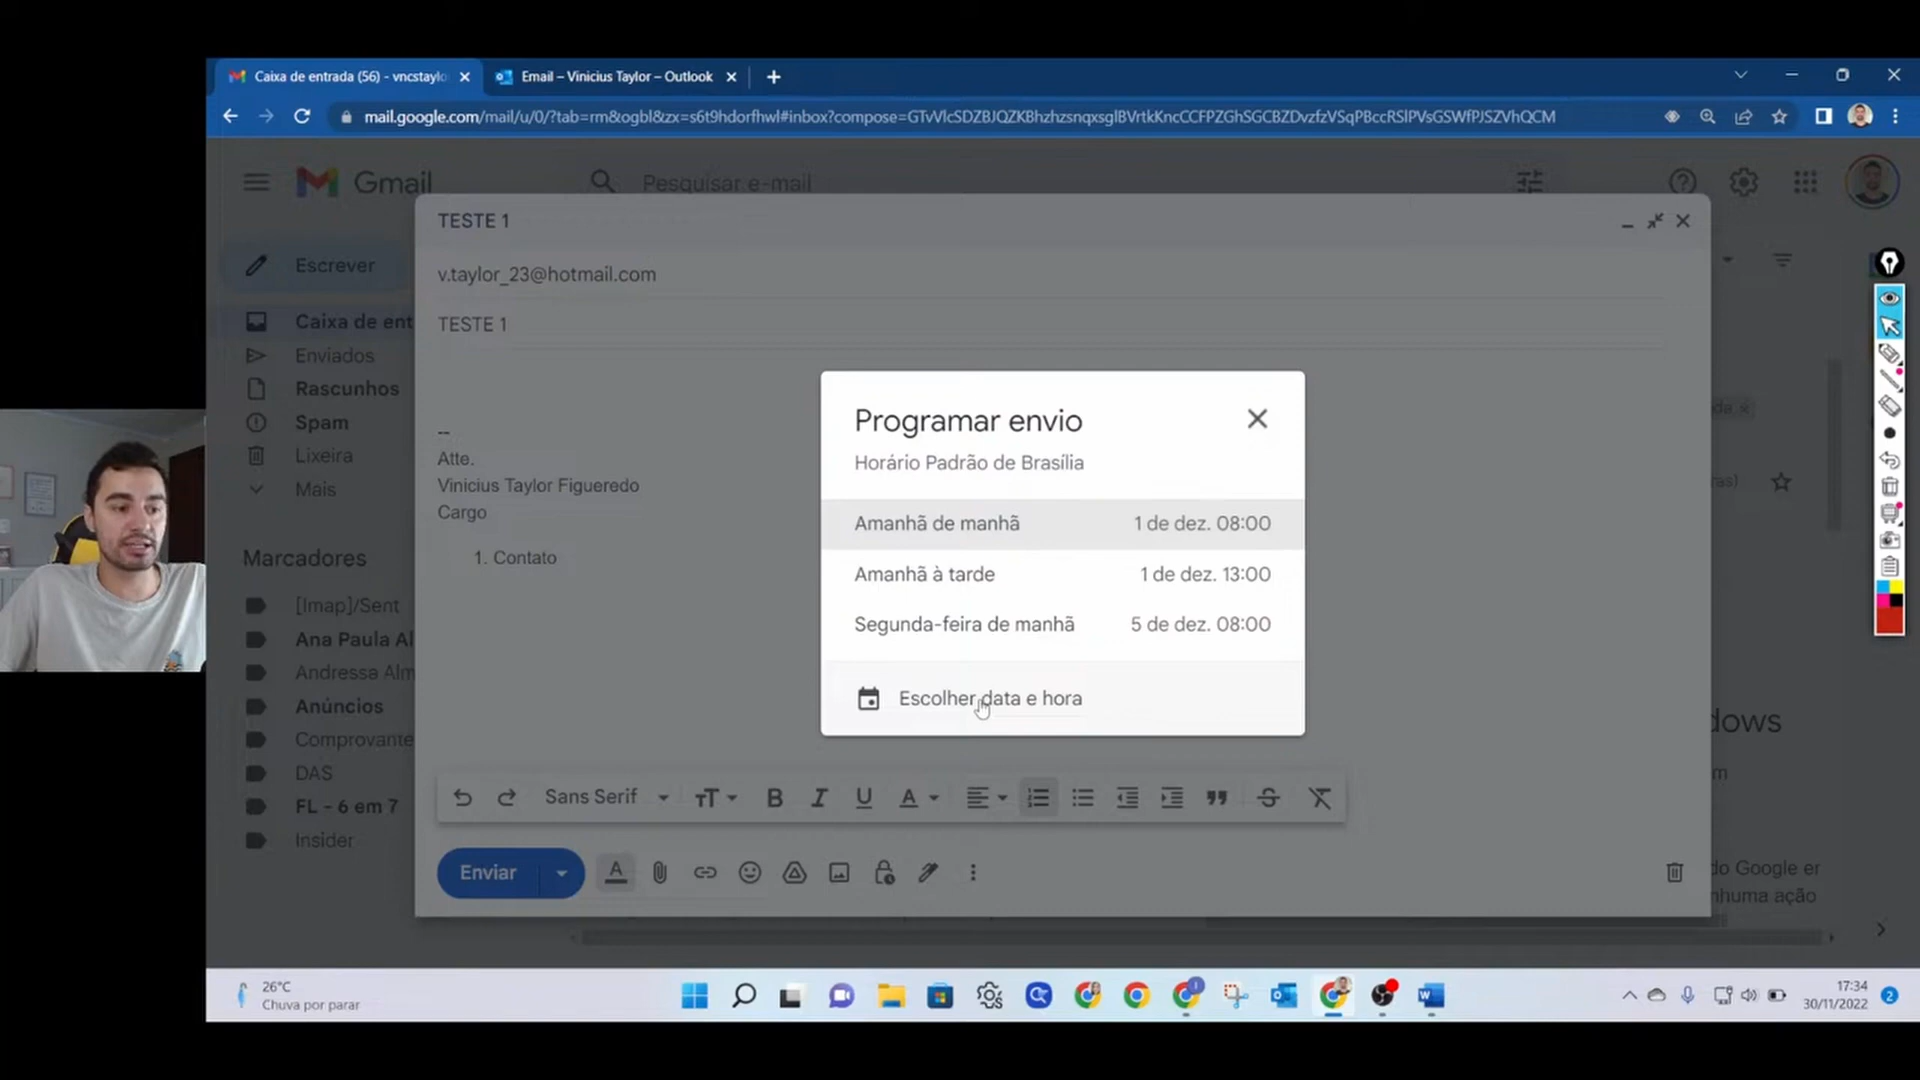 Caixa de entrada (56) - vncstaylo
Email – Vinicius Taylor – Outlook
mail.google.com/mail/u/0/?tab=rm&ogbl&zx=s6t9hdorfhwl#inbox?compose=GTvVlcSDZBJQZKBhzhzsnqxsglBVrtkKncCCFPZGhSGCBZDvzfzVSqPBccRSlPVsGSWfPJSZVhQCM
Gmail
Pesquisar e-mail
Escrever
Caixa de ent
Enviados
Rascunhos
Spam
Lixeira
Mais
Marcadores
[Imap]/Sent
Ana Paula Al
Andressa Alm
Anúncios
Comprovante
DAS
FL - 6 em 7
Insider
TESTE 1
v.taylor_23@hotmail.com
TESTE 1
--
Atte.
Vinicius Taylor Figueredo
Cargo
1. Contato
Programar envio
Horário Padrão de Brasília
Amanhã de manhã 1 de dez. 08:00
Amanhã à tarde 1 de dez. 13:00
Segunda-feira de manhã 5 de dez. 08:00
Escolher data e hora
Sans Serif
Enviar
dows
do Google er
nhuma ação
26°C
Chuva por parar
17:34
30/11/2022
2